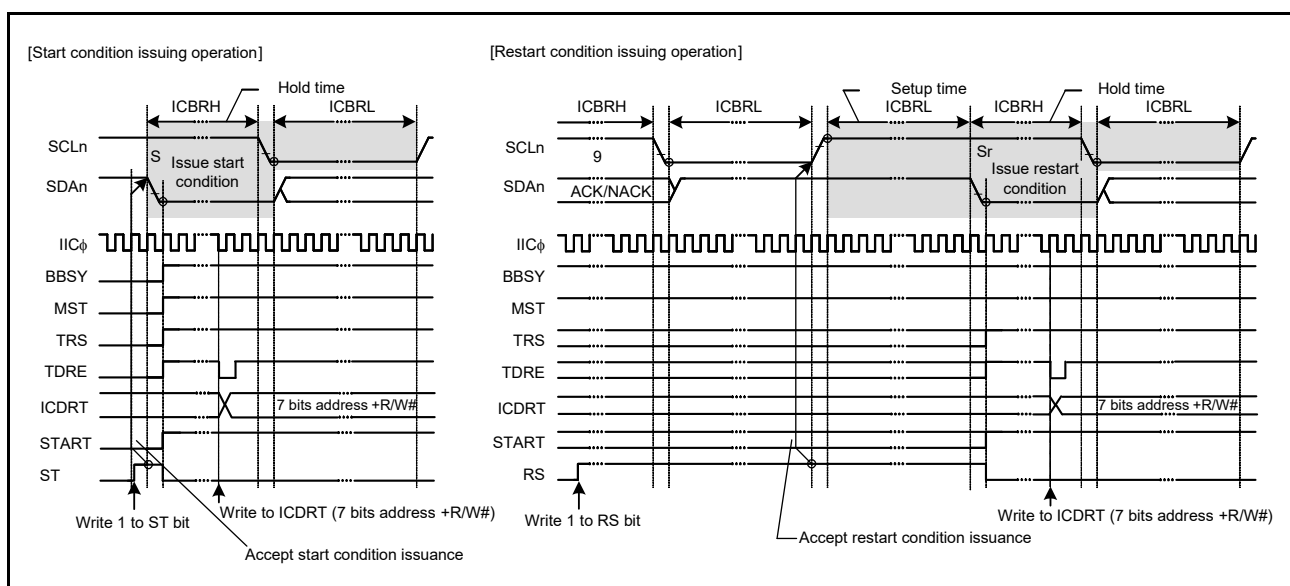 [Start condition issuing operation]
ICBRH
Hold time
ICBRL
SCLn
S
Issue start
condition
SDAn
IICϕ
BBSY
MST
TRS
TDRE
ICDRT
7 bits address +R/W#
START
ST
Write 1 to ST bit
Write to ICDRT (7 bits address +R/W#)
Accept start condition issuance
[Restart condition issuing operation]
ICBRH
ICBRL
Setup time
ICBRL
ICBRH
Hold time
ICBRL
SCLn
9
Sr
Issue restart
condition
SDAn
ACK/NACK
IICϕ
BBSY
MST
TRS
TDRE
ICDRT
7 bits address +R/W#
START
RS
Write 1 to RS bit
Write to ICDRT (7 bits address +R/W#)
Accept restart condition issuance